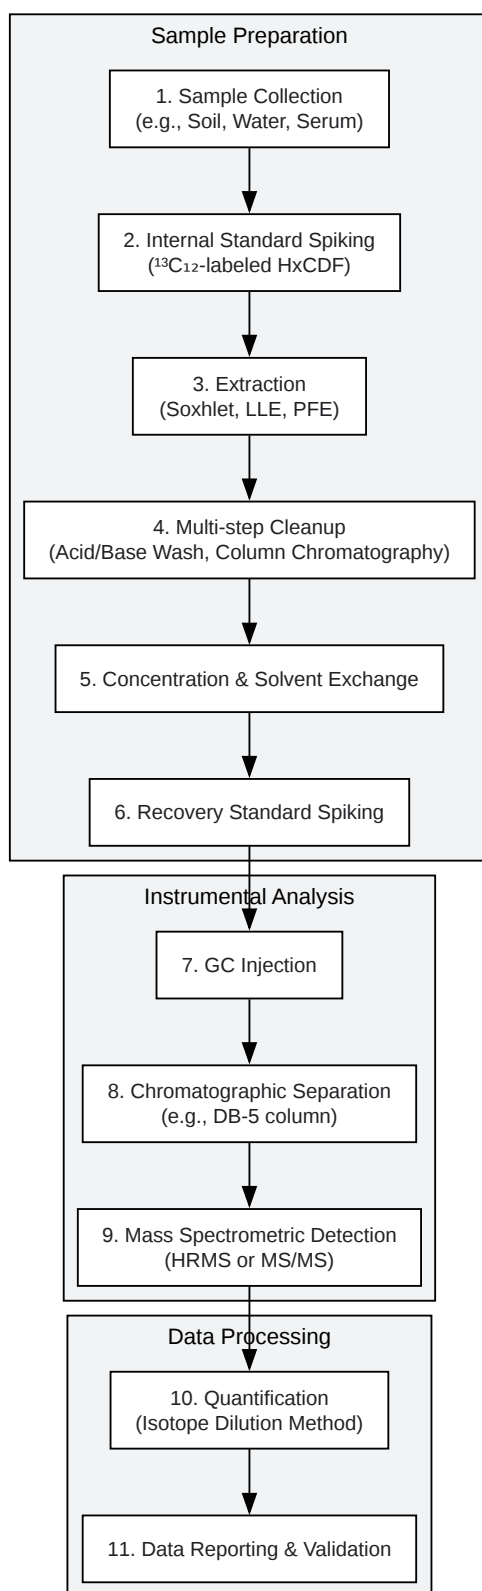 Sample Preparation
1. Sample Collection
(e.g., Soil, Water, Serum)
2. Internal Standard Spiking
(¹³C₁₂-labeled HxCDF)
3. Extraction
(Soxhlet, LLE, PFE)
4. Multi-step Cleanup
(Acid/Base Wash, Column Chromatography)
5. Concentration & Solvent Exchange
6. Recovery Standard Spiking
Instrumental Analysis
7. GC Injection
8. Chromatographic Separation
(e.g., DB-5 column)
9. Mass Spectrometric Detection
(HRMS or MS/MS)
Data Processing
10. Quantification
(Isotope Dilution Method)
11. Data Reporting & Validation